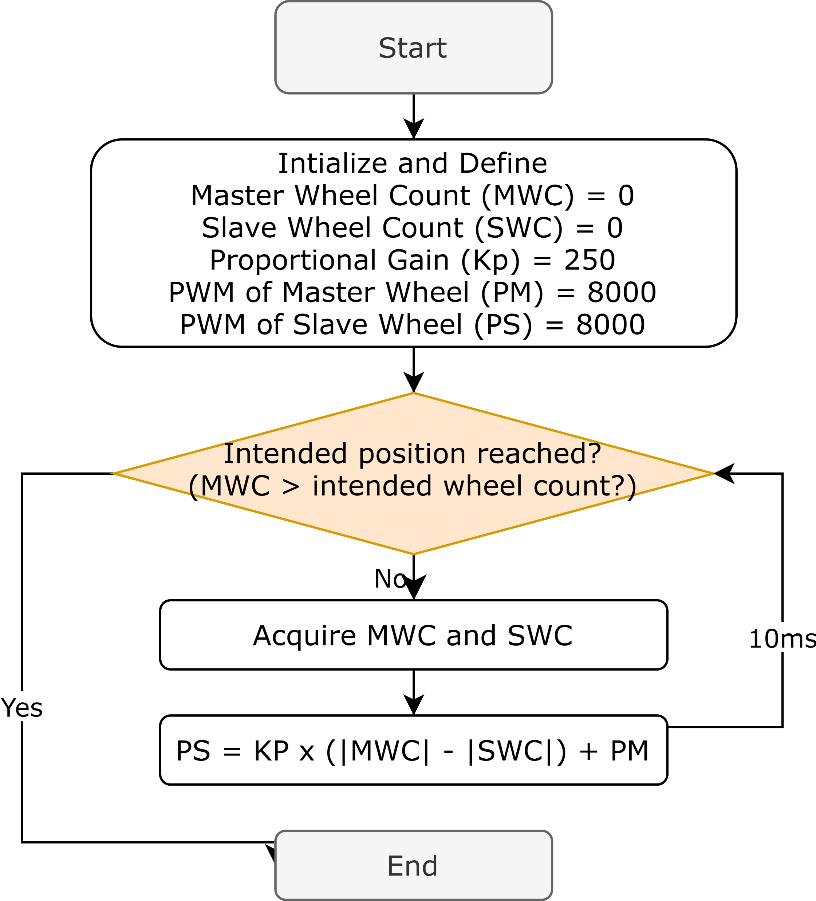 Start
Intialize and Define
Master Wheel Count (MWC) = 0
Slave Wheel Count (SWC) = 0
Proportional Gain (Kp) = 250
PWM of Master Wheel (PM) = 8000
PWM of Slave Wheel (PS) = 8000
Intended position reached?
(MWC > intended wheel count?)
No
Acquire MWC and SWC
10ms
Yes
PS = KP x (|MWC| - |SWC|) + PM
End